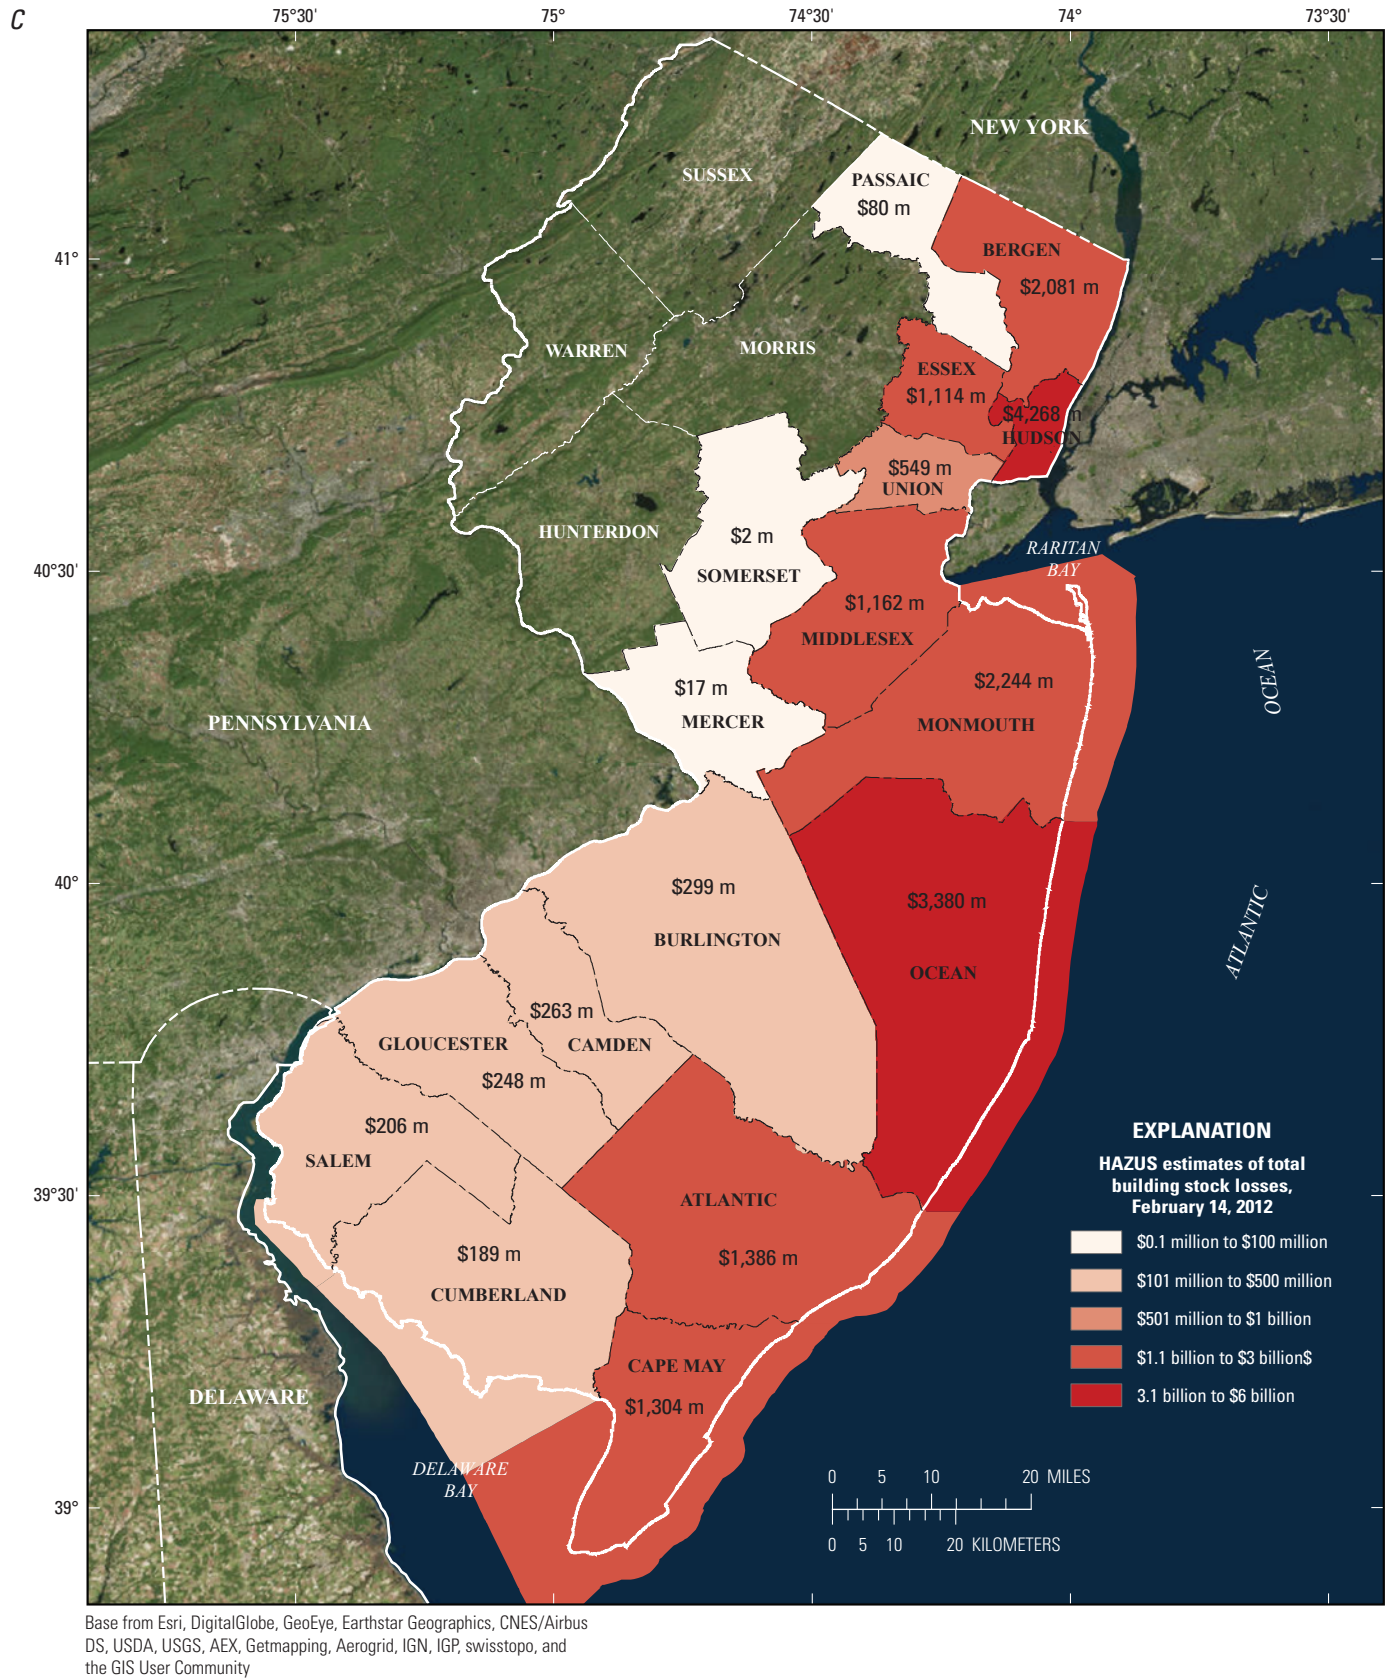 C
75°30'
75°
74°30'
74°
73°30'
NEW YORK
SUSSEX
PASSAIC
$80 m
BERGEN
$2,081 m
41°
WARREN
MORRIS
ESSEX
$1,114 m
$4,268 m
HUDSON
$549 m
UNION
HUNTERDON
$2 m
SOMERSET
RARITAN
BAY
40°30'
$1,162 m
MIDDLESEX
$17 m
MERCER
$2,244 m
MONMOUTH
OCEAN
PENNSYLVANIA
40°
$299 m
BURLINGTON
$3,380 m
OCEAN
ATLANTIC
$263 m
CAMDEN
GLOUCESTER
$248 m
$206 m
SALEM
39°30'
ATLANTIC
$1,386 m
$189 m
CUMBERLAND
CAPE MAY
$1,304 m
DELAWARE
DELAWARE
BAY
39°
EXPLANATION
HAZUS estimates of total
building stock losses,
February 14, 2012
$0.1 million to $100 million
$101 million to $500 million
$501 million to $1 billion
$1.1 billion to $3 billion$
3.1 billion to $6 billion
0 5 10 20 MILES
0 5 10 20 KILOMETERS
Base from Esri, DigitalGlobe, GeoEye, Earthstar Geographics, CNES/Airbus
DS, USDA, USGS, AEX, Getmapping, Aerogrid, IGN, IGP, swisstopo, and
the GIS User Community